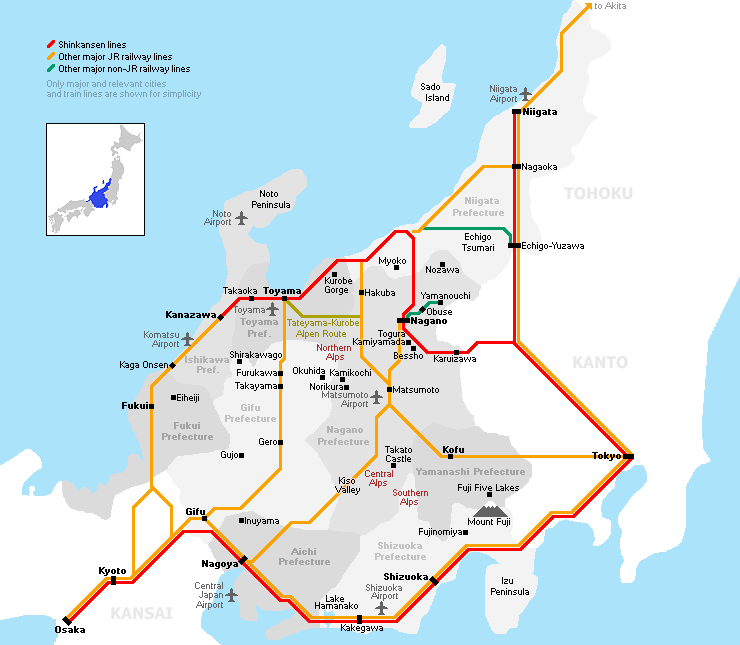 to Akita
Shinkansen lines
Other major JR railway lines
Other major non-JR railway lines
Only major and relevant cities
and train lines are shown for simplicity
Sado
Island
Niigata
Airport
Niigata
Nagaoka
TOHOKU
Niigata
Prefecture
Noto
Peninsula
Noto
Airport
Echigo
Tsumari
Echigo-Yuzawa
Myoko
Nozawa
Kurobe
Gorge
Takaoka
Toyama
Hakuba
Yamanouchi
Obuse
Kanazawa
Toyama
Toyama
Pref.
Tateyama-Kurobe
Alpen Route
Nagano
Togura
Kamiyamada
Bessho
Karuizawa
Komatsu
Airport
Ishikawa
Pref.
Kaga Onsen
Shirakawago
Northern
Alps
KANTO
Furukawa
Takayama
Okuhida
Kamikochi
Norikura
Matsumoto
Matsumoto
Airport
Fukui
Eiheiji
Fukui
Prefecture
Gifu
Prefecture
Nagano
Prefecture
Gero
Gujo
Takato
Castle
Kofu
Tokyo
Yamanashi Prefecture
Kiso
Valley
Central
Alps
Southern
Alps
Fuji Five Lakes
Mount Fuji
Gifu
Inuyama
Fujinomiya
Aichi
Prefecture
Shizuoka
Prefecture
Nagoya
Kyoto
Shizuoka
Izu
Peninsula
Central
Japan
Airport
Lake
Hamanako
Shizuoka
Airport
KANSAI
Osaka
Kakegawa